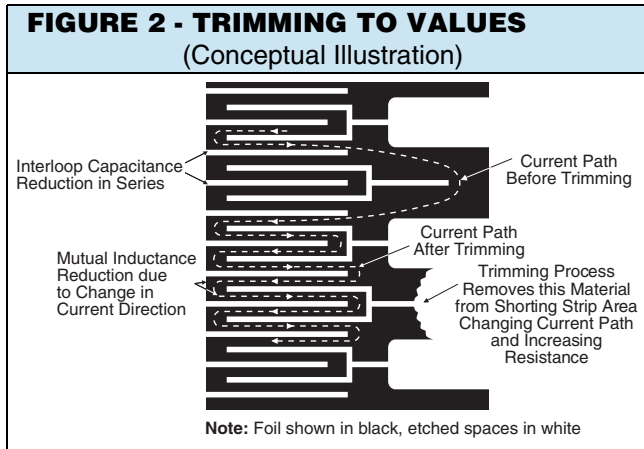 FIGURE 2 - TRIMMING TO VALUES
(Conceptual Illustration)
Interloop Capacitance
Reduction in Series
Current Path
Before Trimming
Mutual Inductance
Reduction due
to Change in
Current Direction
Current Path
After Trimming
Trimming Process
Removes this Material
from Shorting Strip Area
Changing Current Path
and Increasing
Resistance
Note: Foil shown in black, etched spaces in white